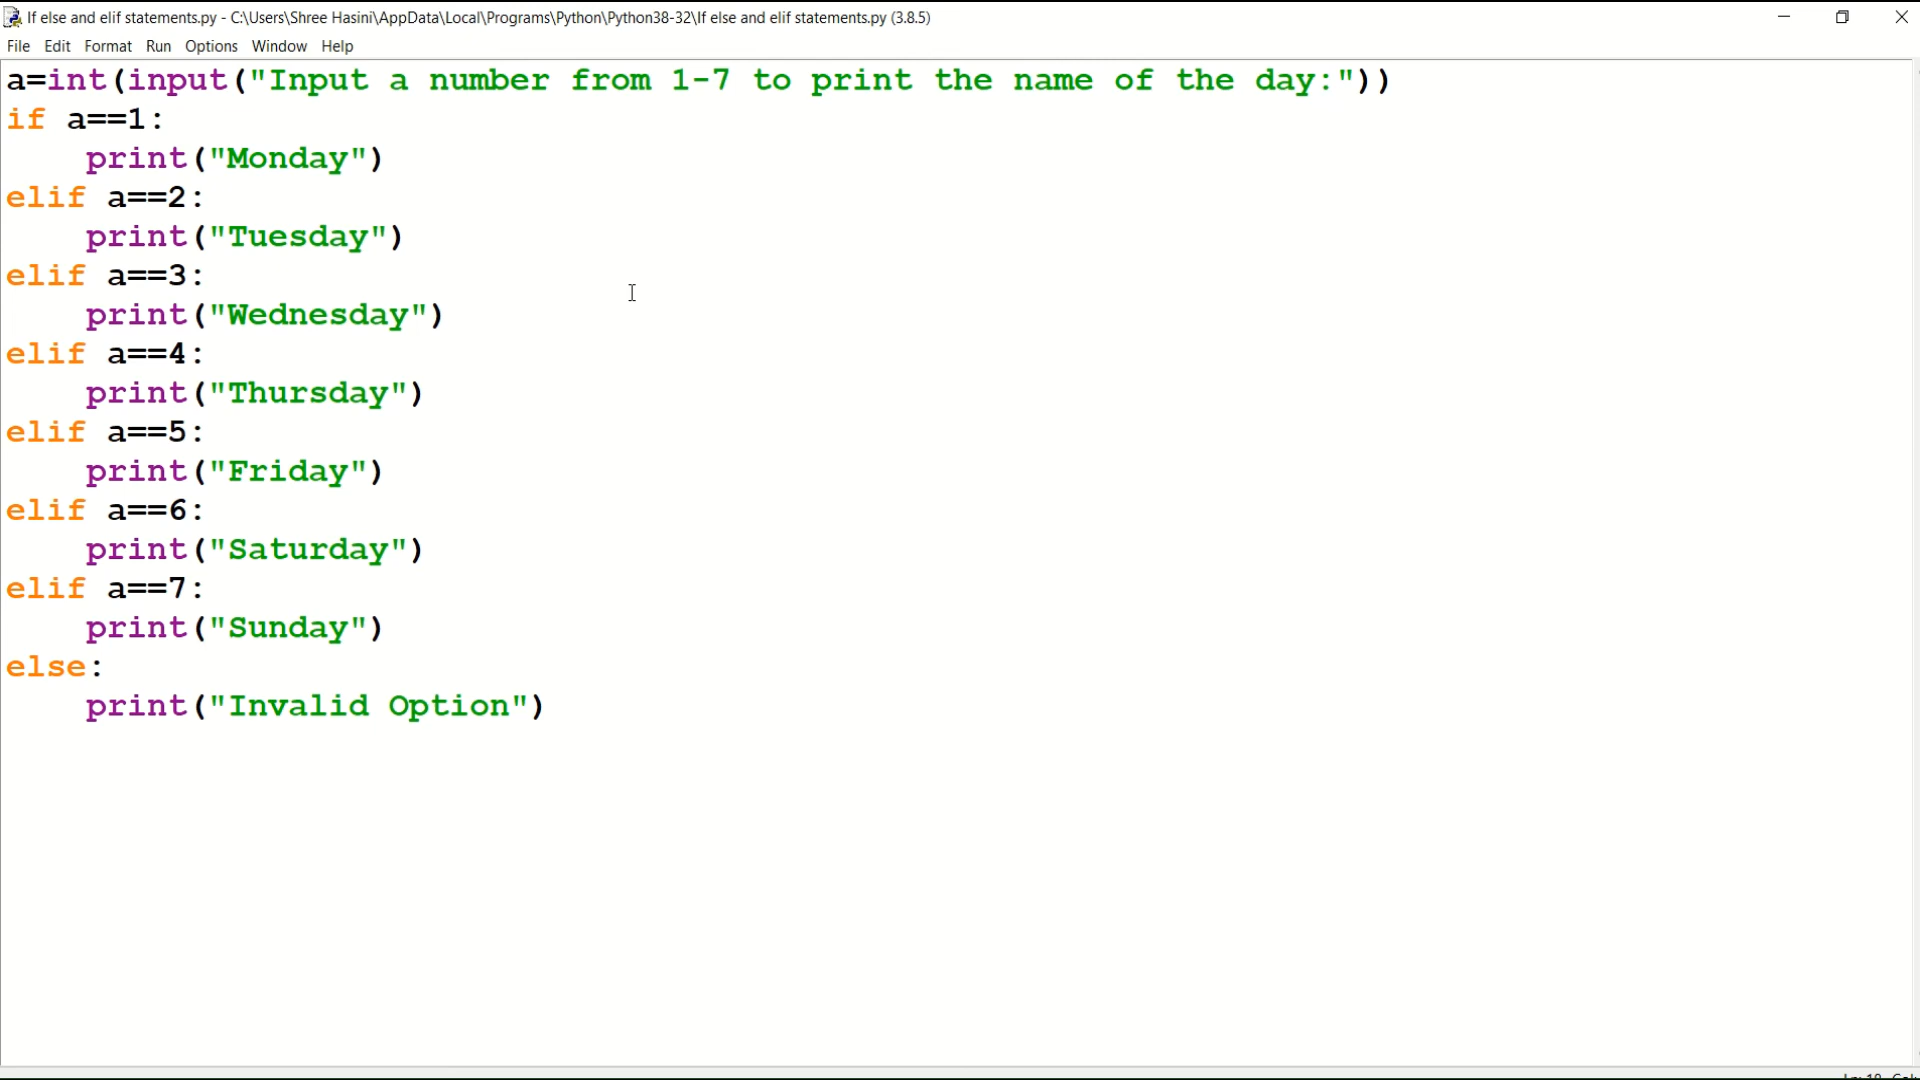 If else and elif statements.py - C:\Users\Shree Hasini\AppData\Local\Programs\Python\Python38-32\If else and elif statements.py (3.8.5)
File Edit Format Run Options Window Help
a=int(input("Input a number from 1-7 to print the name of the day:"))
if a==1:
    print("Monday")
elif a==2:
    print("Tuesday")
elif a==3:
    print("Wednesday")
elif a==4:
    print("Thursday")
elif a==5:
    print("Friday")
elif a==6:
    print("Saturday")
elif a==7:
    print("Sunday")
else:
    print("Invalid Option")